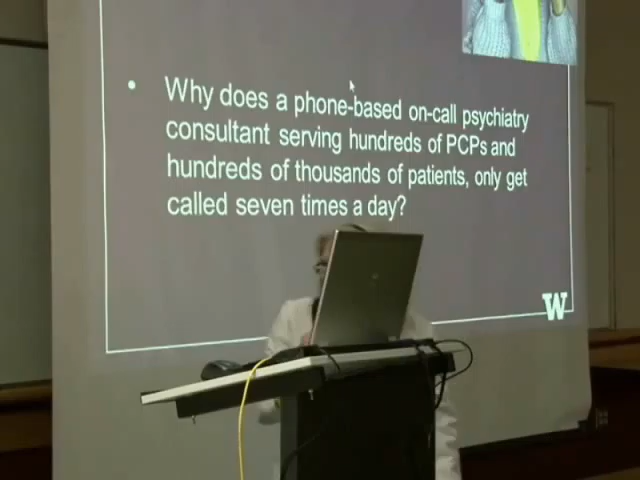 • Why does a phone-based on-call psychiatry
consultant serving hundreds of PCPs and
hundreds of thousands of patients, only get
called seven times a day?
W